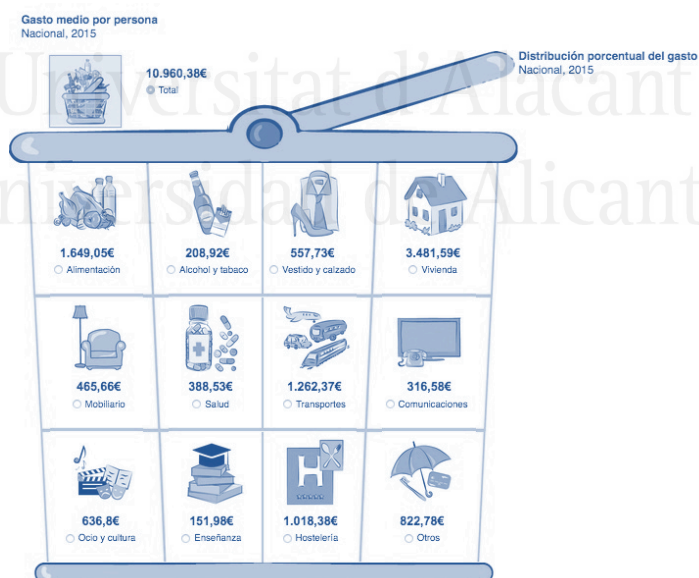 Gasto medio por persona
Nacional, 2015
Universitat d'Alacant
Universidad de Alicante
10.960,38€
Total
Distribución porcentual del gasto
Nacional, 2015
1.649,05€
Alimentación
208,92€
Alcohol y tabaco
557,73€
Vestido y calzado
3.481,59€
Vivienda
465,66€
Mobiliario
388,53€
Salud
1.262,37€
Transportes
316,58€
Comunicaciones
636,8€
Ocio y cultura
151,98€
Enseñanza
H
1.018,38€
Hostelería
822,78€
Otros